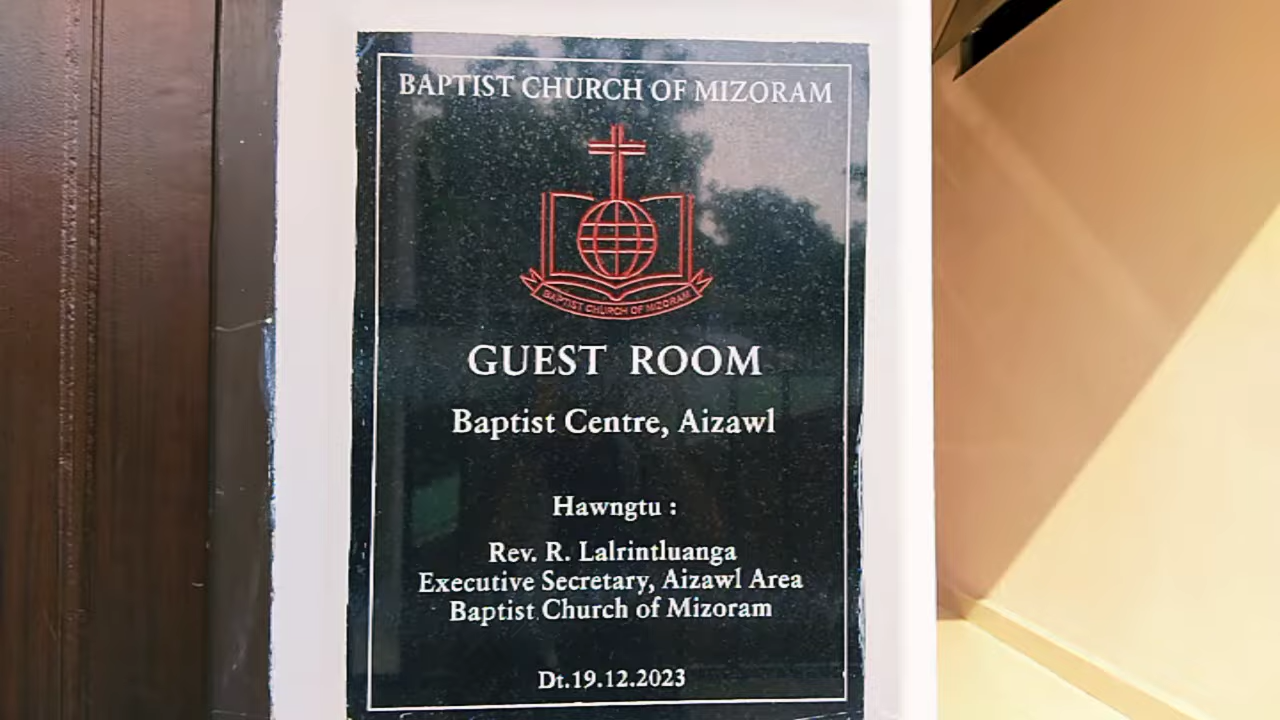 BAPTIST CHURCH OF MIZORAM
BAPTIST CHURCH OF MIZORAM
GUEST ROOM
Baptist Centre, Aizawl
Hawngtu :
Rev. R. Lalrintluanga
Executive Secretary, Aizawl Area
Baptist Church of Mizoram
Dt.19.12.2023